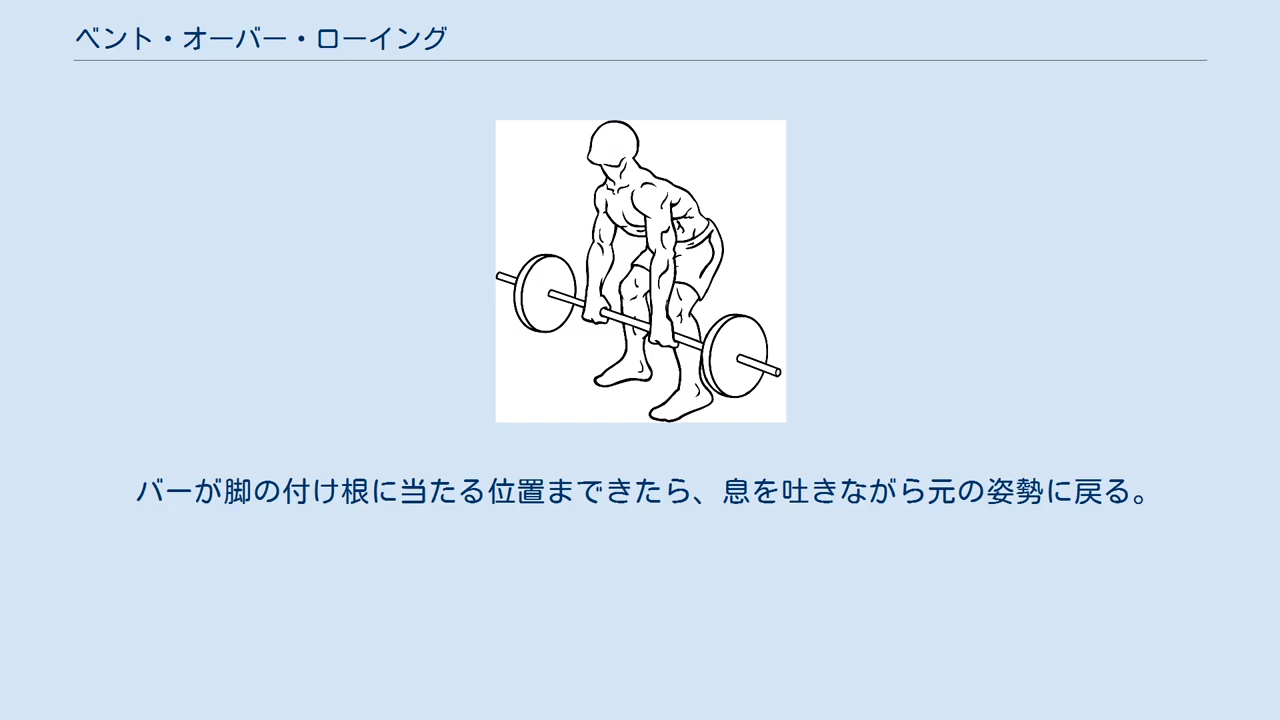 ベント・オーバー・ローイング
バーが脚の付け根に当たる位置まできたら、息を吐きながら元の姿勢に戻る。